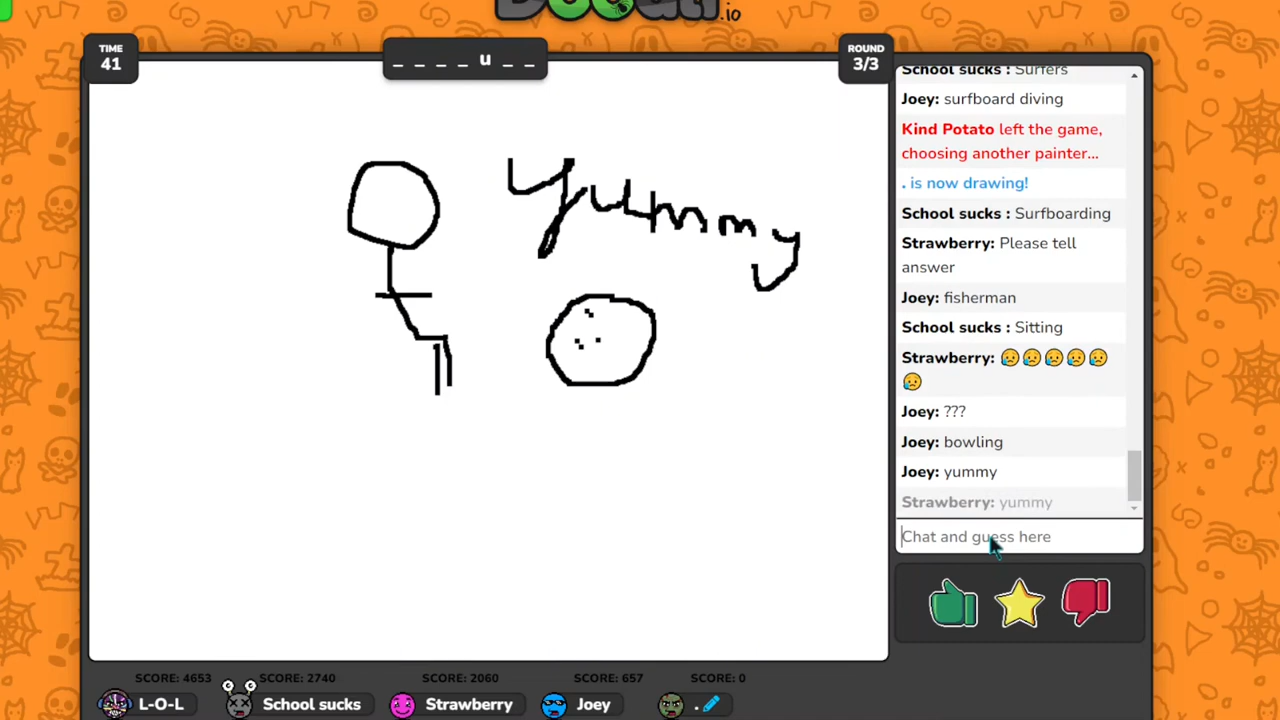 Doodli.io
TIME
41
_ _ _ _ u _ _
ROUND
3/3
School sucks : Surfers
Joey: surfboard diving
Kind Potato left the game,
choosing another painter...
. is now drawing!
School sucks : Surfboarding
Strawberry: Please tell
answer
Joey: fisherman
School sucks : Sitting
Strawberry: 😥😥😥😥😥
😥
Joey: ???
Joey: bowling
Joey: yummy
Strawberry: yummy
Chat and guess here
Yummy
SCORE: 4653
L-O-L
SCORE: 2740
School sucks
SCORE: 2060
Strawberry
SCORE: 657
Joey
SCORE: 0
.